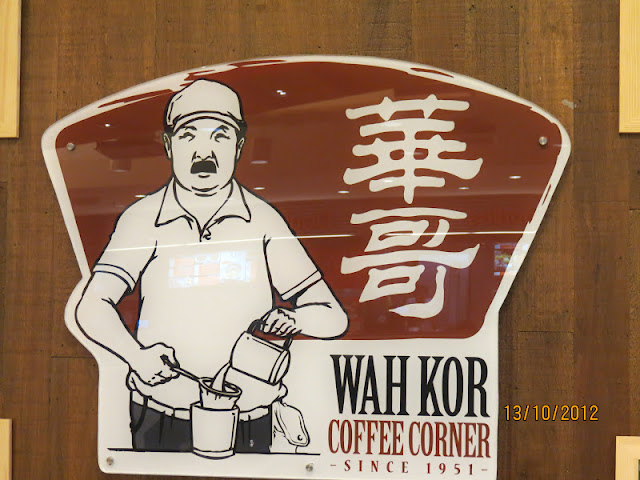 華哥
WAH KOR
COFFEE CORNER
- SINCE 1951 -
13/10/2012